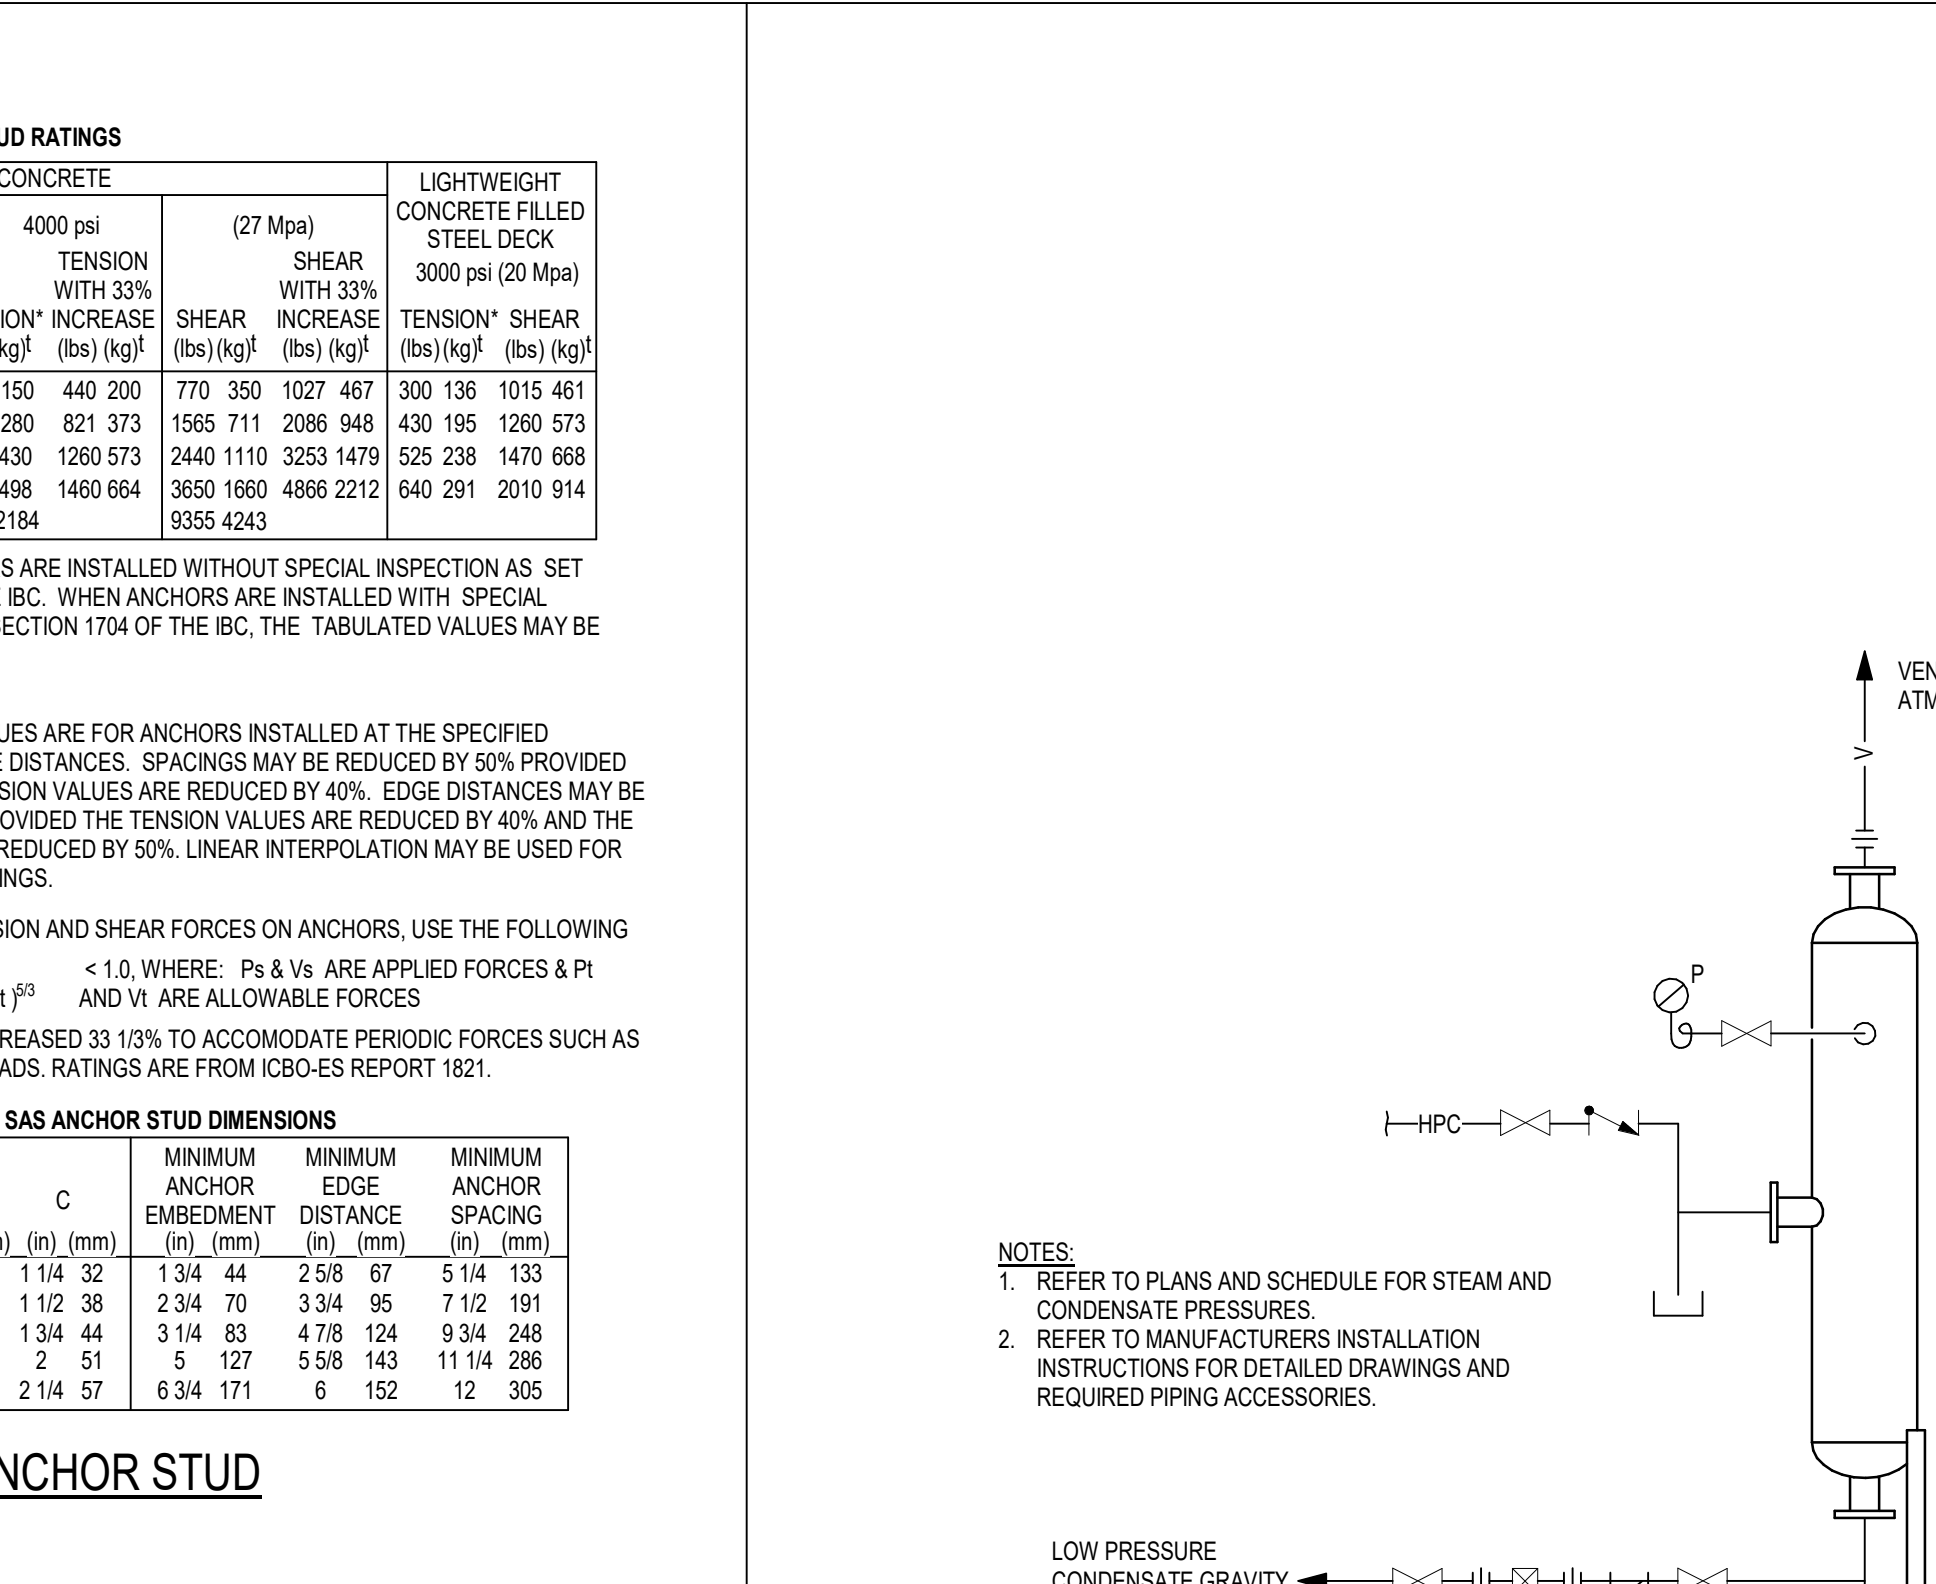 UD RATINGS
CONCRETE
LIGHTWEIGHT
CONCRETE FILLED
STEEL DECK
3000 psi (20 Mpa)
4000 psi (27 Mpa)
TENSION SHEAR
WITH 33% WITH 33%
ION* INCREASE SHEAR INCREASE TENSION* SHEAR
kg)t (lbs) (kg)t (lbs) (kg)t (lbs) (kg)t (lbs) (kg)t (lbs) (kg)t
150 440 200 770 350 1027 467 300 136 1015 461
280 821 373 1565 711 2086 948 430 195 1260 573
430 1260 573 2440 1110 3253 1479 525 238 1470 668
498 1460 664 3650 1660 4866 2212 640 291 2010 914
2184 9355 4243
S ARE INSTALLED WITHOUT SPECIAL INSPECTION AS SET
E IBC. WHEN ANCHORS ARE INSTALLED WITH SPECIAL
SECTION 1704 OF THE IBC, THE TABULATED VALUES MAY BE
UES ARE FOR ANCHORS INSTALLED AT THE SPECIFIED
E DISTANCES. SPACINGS MAY BE REDUCED BY 50% PROVIDED
SION VALUES ARE REDUCED BY 40%. EDGE DISTANCES MAY BE
OVIDED THE TENSION VALUES ARE REDUCED BY 40% AND THE
REDUCED BY 50%. LINEAR INTERPOLATION MAY BE USED FOR
INGS.
SION AND SHEAR FORCES ON ANCHORS, USE THE FOLLOWING
< 1.0, WHERE: Ps & Vs ARE APPLIED FORCES & Pt
t )5/3 AND Vt ARE ALLOWABLE FORCES
REASED 33 1/3% TO ACCOMODATE PERIODIC FORCES SUCH AS
ADS. RATINGS ARE FROM ICBO-ES REPORT 1821.
SAS ANCHOR STUD DIMENSIONS
MINIMUM MINIMUM MINIMUM
ANCHOR EDGE ANCHOR
C
EMBEDMENT DISTANCE SPACING
) (in) (mm) (in) (mm) (in) (mm) (in) (mm)
1 1/4 32 1 3/4 44 2 5/8 67 5 1/4 133
1 1/2 38 2 3/4 70 3 3/4 95 7 1/2 191
1 3/4 44 3 1/4 83 4 7/8 124 9 3/4 248
2 51 5 127 5 5/8 143 11 1/4 286
2 1/4 57 6 3/4 171 6 152 12 305
NCHOR STUD
VEN
ATM
V
P
HPC
NOTES:
1. REFER TO PLANS AND SCHEDULE FOR STEAM AND
CONDENSATE PRESSURES.
2. REFER TO MANUFACTURERS INSTALLATION
INSTRUCTIONS FOR DETAILED DRAWINGS AND
REQUIRED PIPING ACCESSORIES.
LOW PRESSURE
CONDENSATE GRAVITY